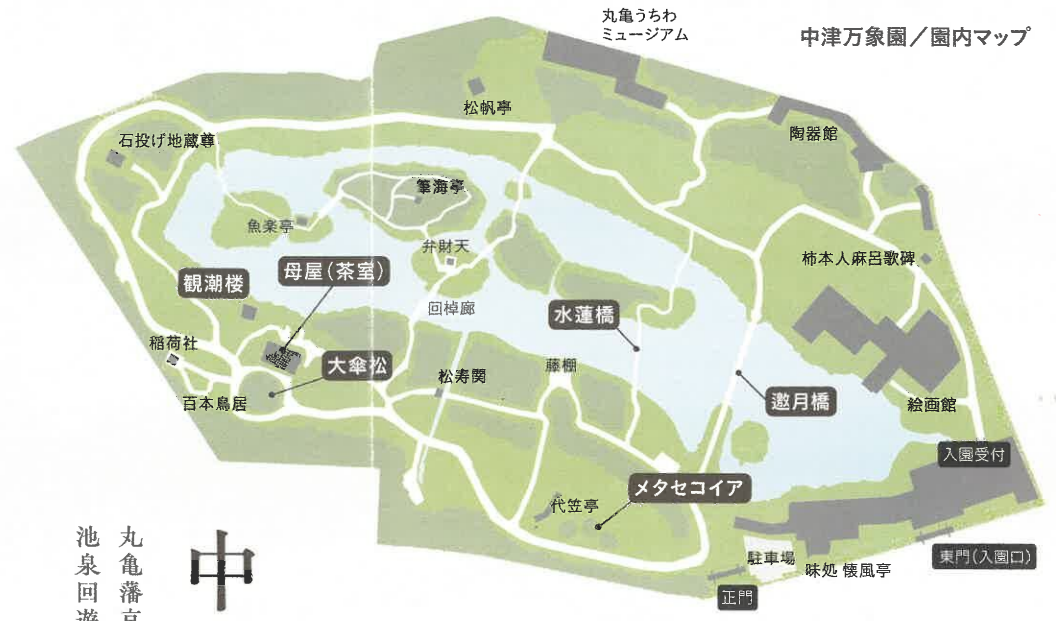 中津万象園／園内マップ
丸亀うちわ
ミュージアム
松帆亭
陶器館
石投げ地蔵尊
筆海亭
魚楽亭
弁財天
柿本人麻呂歌碑
母屋(茶室)
観潮楼
回棹廊
水蓮橋
稲荷社
大傘松
松寿関
藤棚
百本鳥居
邀月橋
絵画館
入園受付
メタセコイア
代笠亭
駐車場
味処 懐風亭
東門(入園口)
正門
中
丸亀藩京
池泉回遊